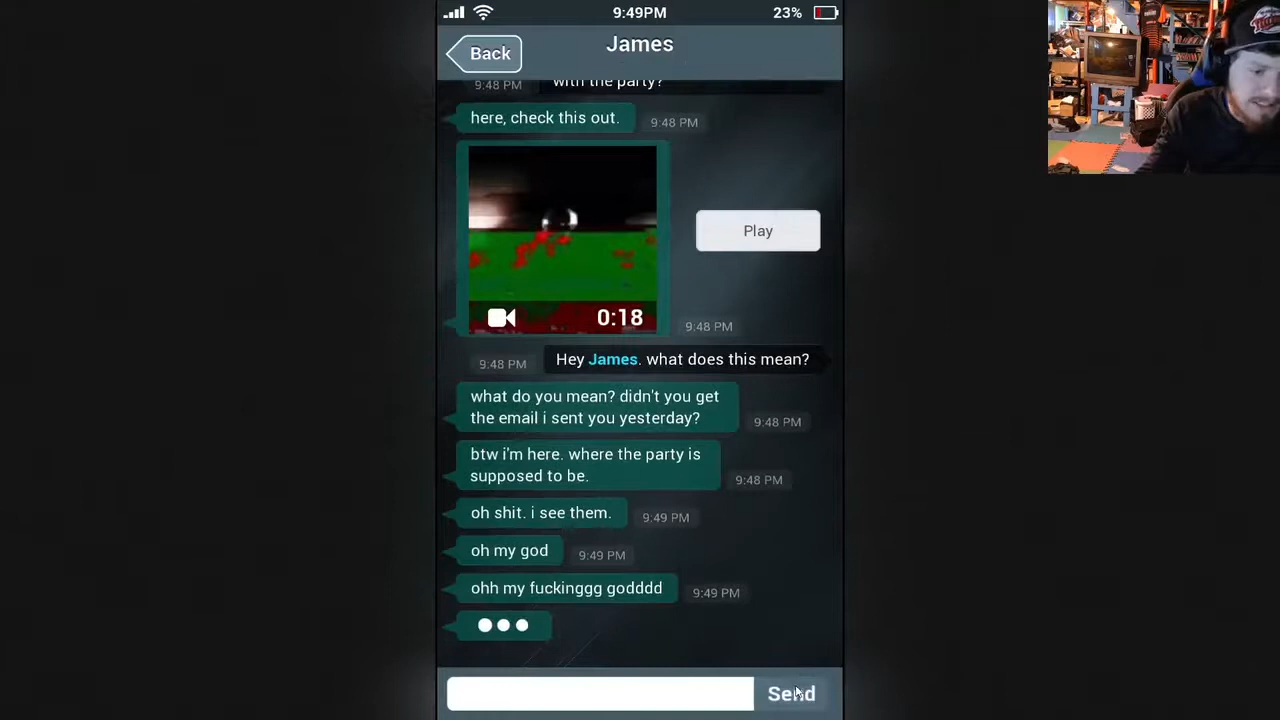 9:49PM
23%
Back
James
with the party?
9:48 PM
here, check this out.
9:48 PM
Play
0:18
9:48 PM
Hey James. what does this mean?
9:48 PM
what do you mean? didn't you get
the email i sent you yesterday?
9:48 PM
btw i'm here. where the party is
supposed to be.
9:48 PM
oh shit. i see them.
9:49 PM
oh my god
9:49 PM
ohh my fuckinggg godddd
9:49 PM
Send